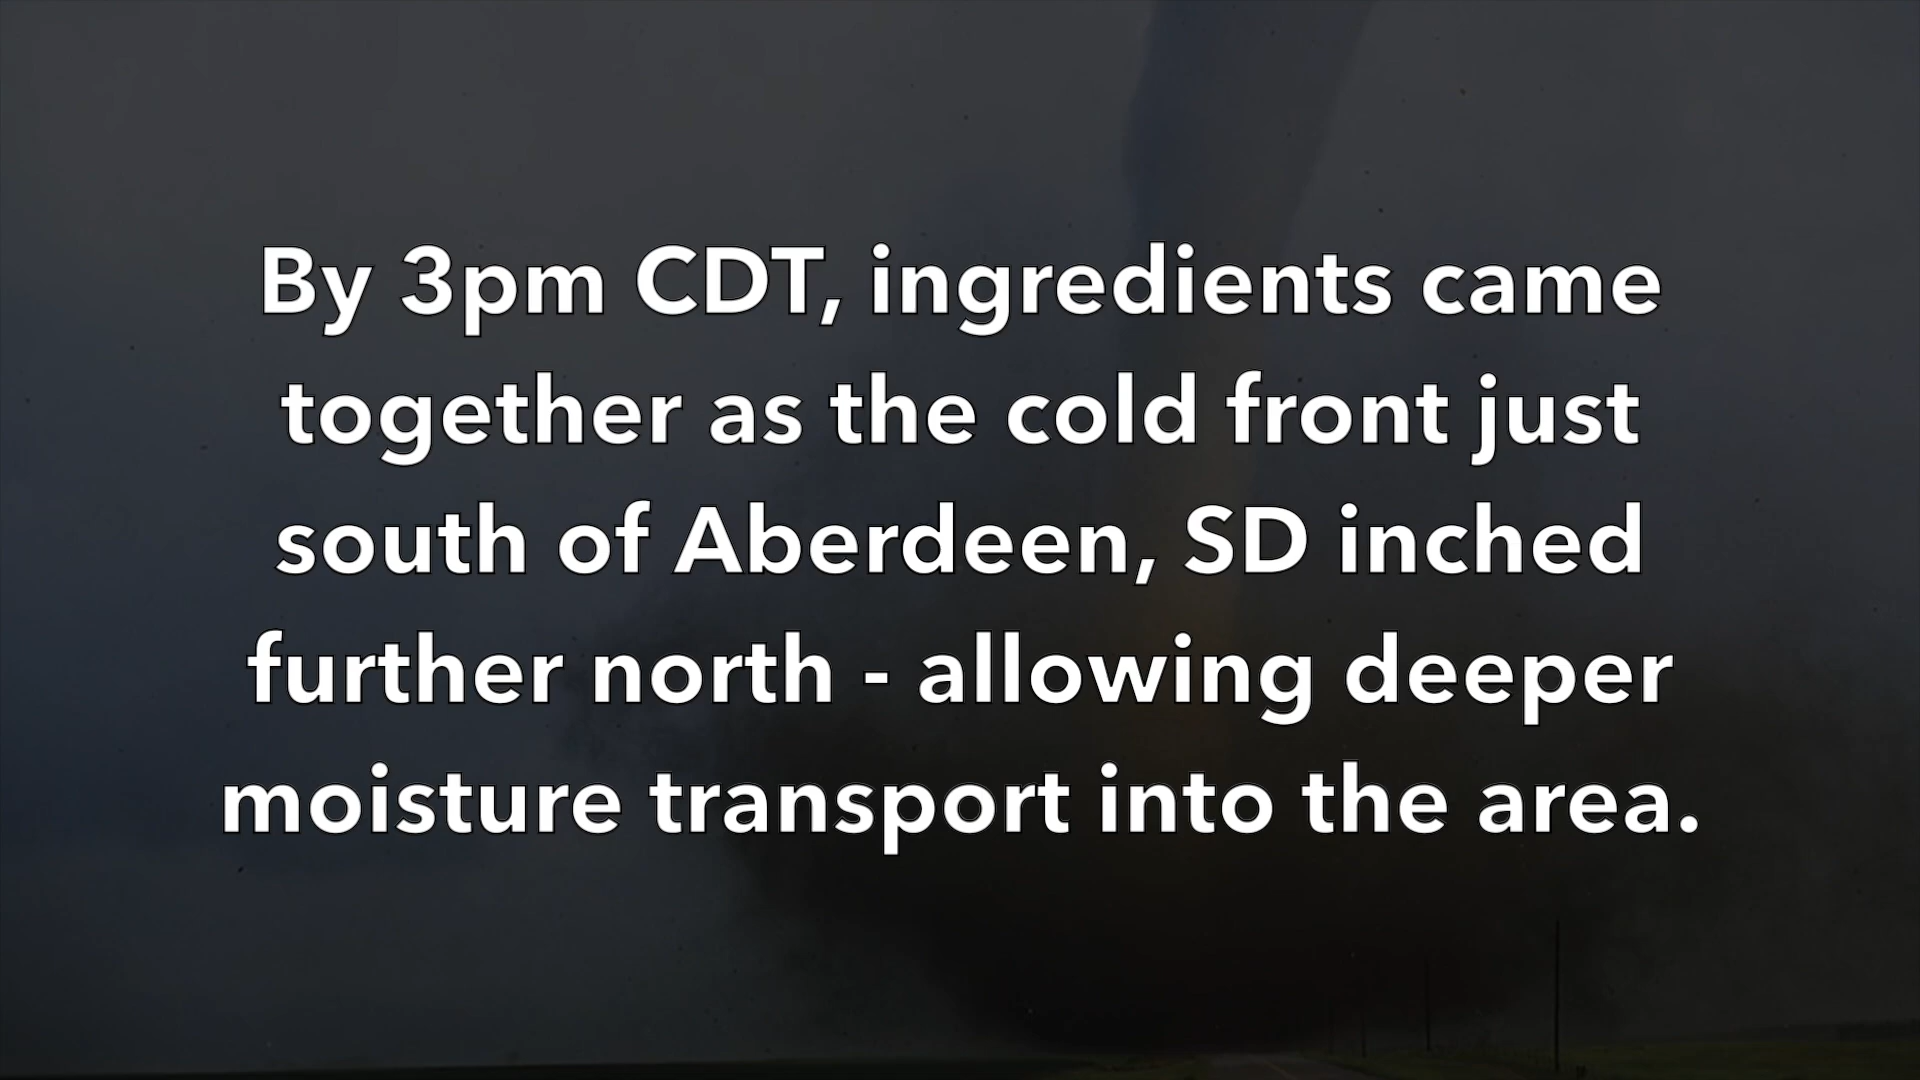 By 3pm CDT, ingredients came
together as the cold front just
south of Aberdeen, SD inched
further north - allowing deeper
moisture transport into the area.